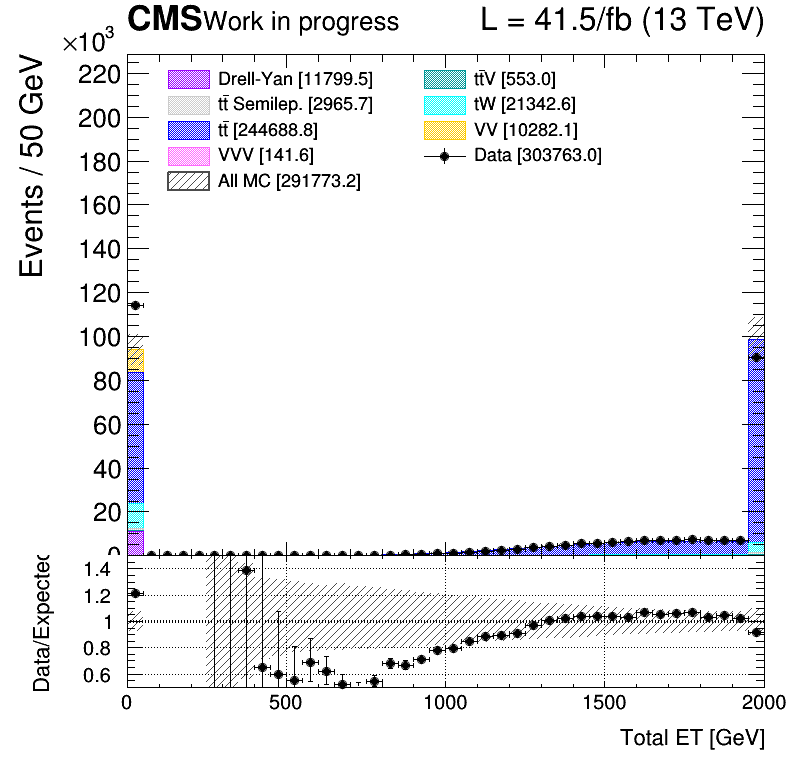 CMS Work in progress L = 41.5/fb (13 TeV)
×10³
Events / 50 GeV
220
200
180
160
140
120
100
80
60
40
20
0
Drell-Yan [11799.5]
tt̄ Semilep. [2965.7]
tt̄ [244688.8]
VVV [141.6]
All MC [291773.2]
tt̄V [553.0]
tW [21342.6]
VV [10282.1]
Data [303763.0]
Data/Expected
1.4
1.2
1
0.8
0.6
0 500 1000 1500 2000
Total ET [GeV]